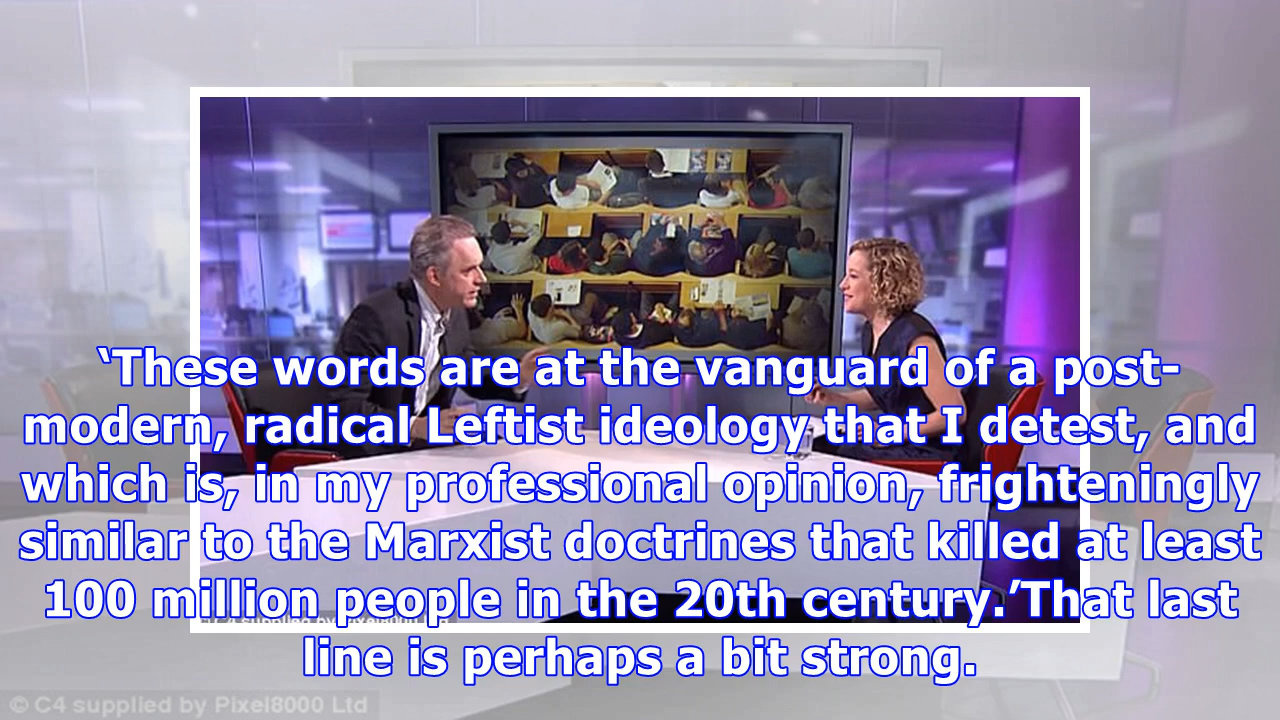 ‘These words are at the vanguard of a post-
modern, radical Leftist ideology that I detest, and
which is, in my professional opinion, frighteningly
similar to the Marxist doctrines that killed at least
100 million people in the 20th century.’That last
line is perhaps a bit strong.
© C4 supplied by Pixel8000 Ltd